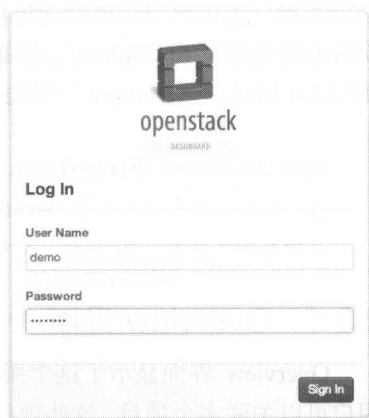 openstack
DASHBOARD
Log In
User Name
demo
Password
••••••••
Sign In